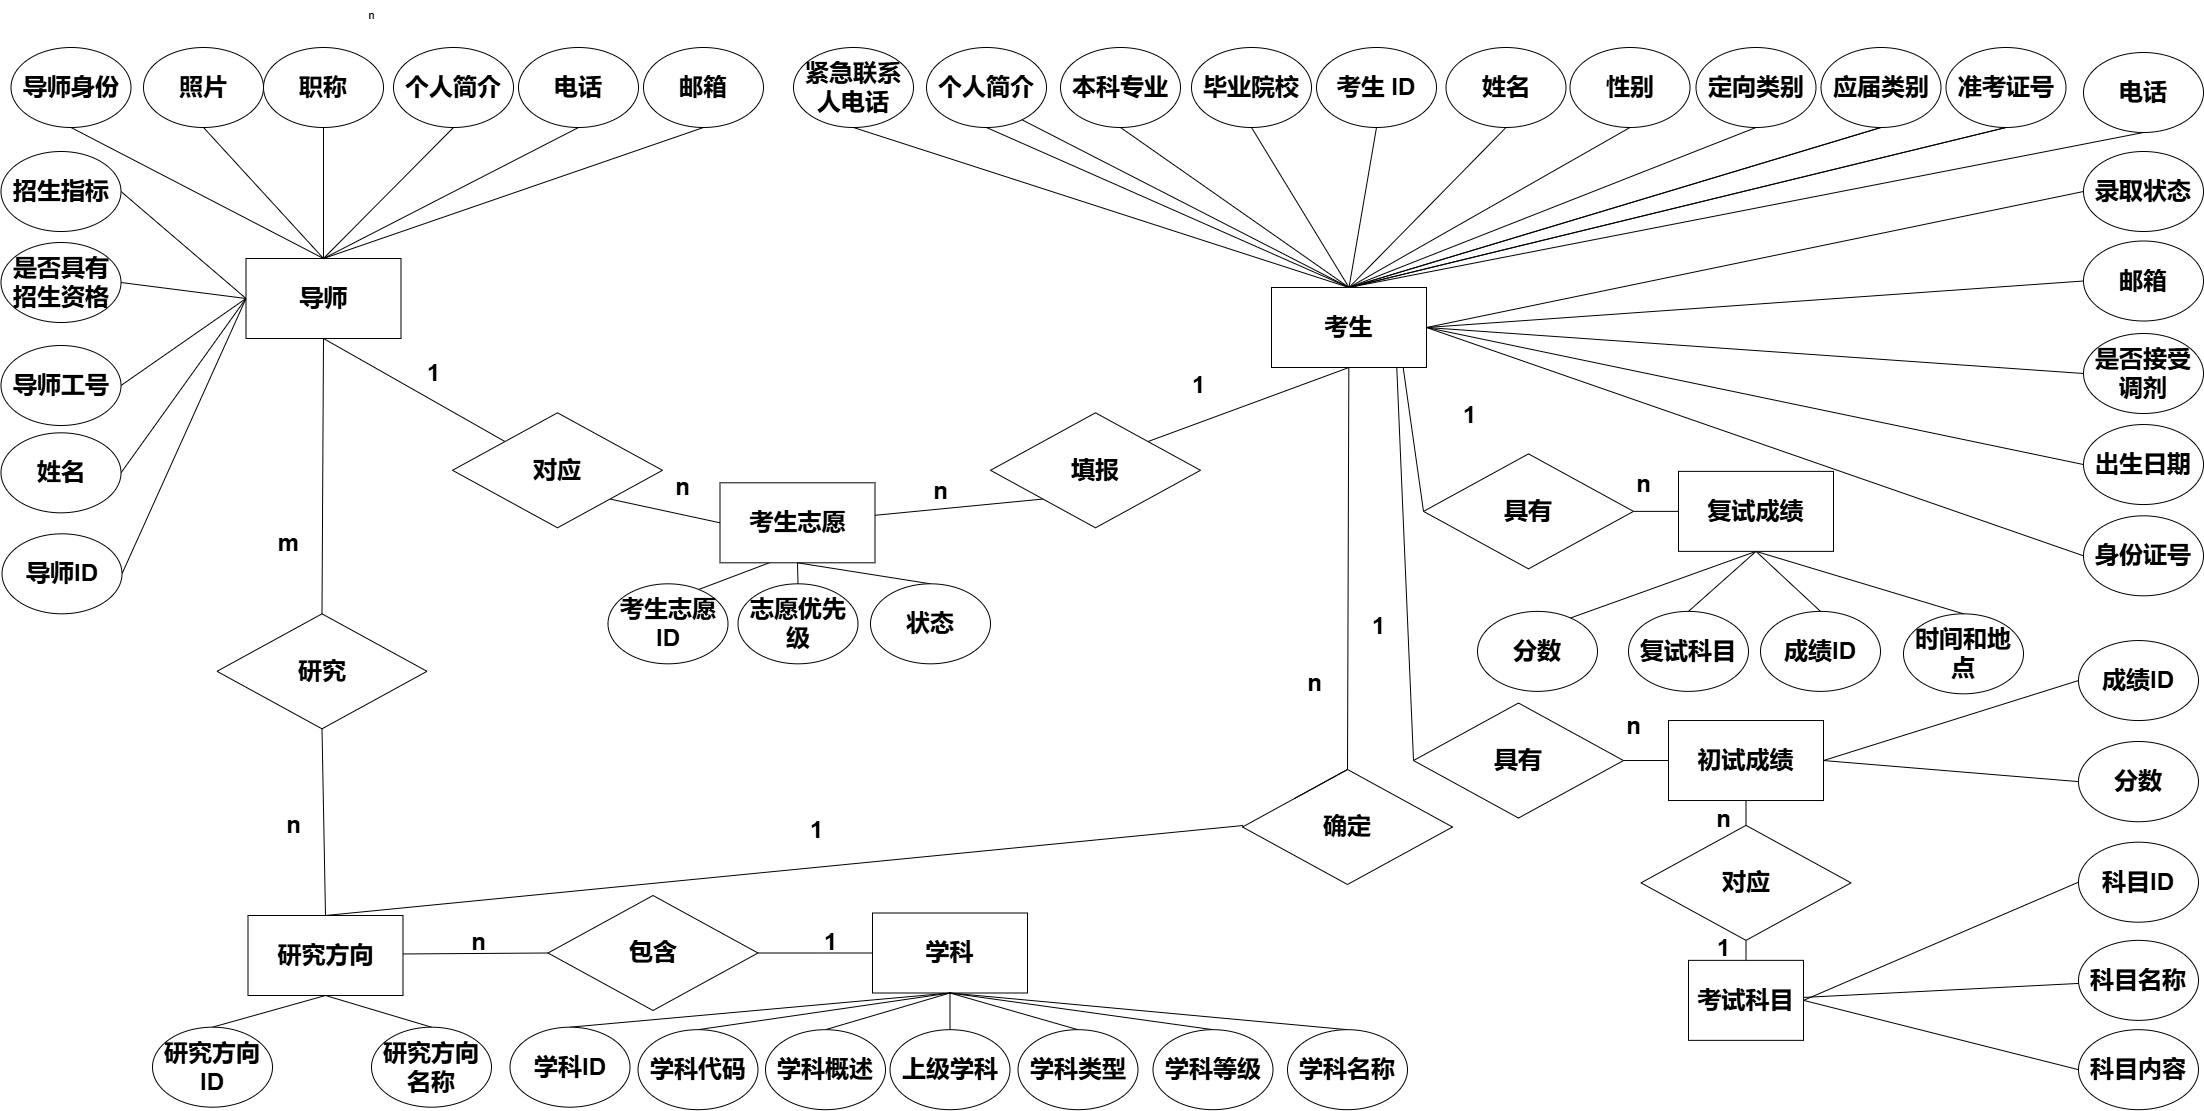 n
导师身份
照片
职称
个人简介
电话
邮箱
紧急联系
人电话
个人简介
本科专业
毕业院校
考生 ID
姓名
性别
定向类别
应届类别
准考证号
电话
招生指标
录取状态
是否具有
招生资格
导师
考生
邮箱
导师工号
1
1
1
是否接受
调剂
姓名
对应
n
考生志愿
n
填报
具有
n
复试成绩
出生日期
导师ID
m
身份证号
考生志愿
ID
志愿优先
级
状态
1
分数
复试科目
成绩ID
时间和地
点
研究
n
成绩ID
n
1
确定
具有
n
初试成绩
分数
n
对应
1
考试科目
科目ID
科目名称
科目内容
研究方向
n
包含
1
学科
研究方向
ID
研究方向
名称
学科ID
学科代码
学科概述
上级学科
学科类型
学科等级
学科名称